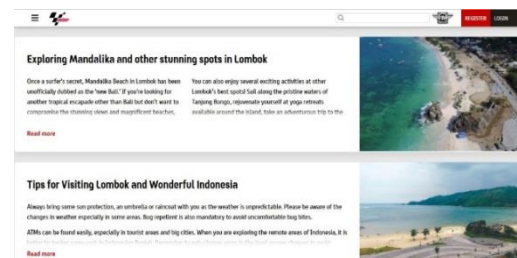 REGISTER LOGIN
Exploring Mandalika and other stunning spots in Lombok
Once a surfer's secret, Mandalika Beach in Lombok has been
unofficially dubbed as the 'new Bali.' If you're looking for
another tropical escapade other than Bali but don't want to
compromise the stunning views and magnificent beaches,
You can also enjoy several exciting activities at other
Lombok's best spots! Sail along the pristine waters of
Tanjung Bongo, rejuvenate yourself at yoga retreats
available around the island, take an adventurous trip to the
Read more
Tips for Visiting Lombok and Wonderful Indonesia
Always bring some sun protection, an umbrella or raincoat with you as the weather is unpredictable. Please be aware of the
changes in weather especially in some areas. Bug repellent is also mandatory to avoid uncomfortable bug bites.
ATMs can be found easily, especially in tourist areas and big cities. When you are exploring the remote areas of Indonesia, it is
Read more